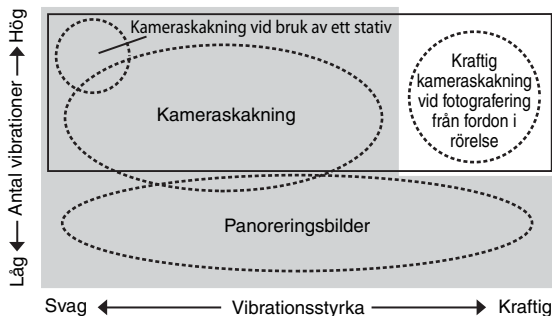 Kameraskakning vid bruk av ett stativ
Kameraskakning
Kraftig
kameraskakning
vid fotografering
från fordon i
rörelse
Panoreringsbilder
Låg Antal vibrationer Hög
Svag Vibrationsstyrka Kraftig